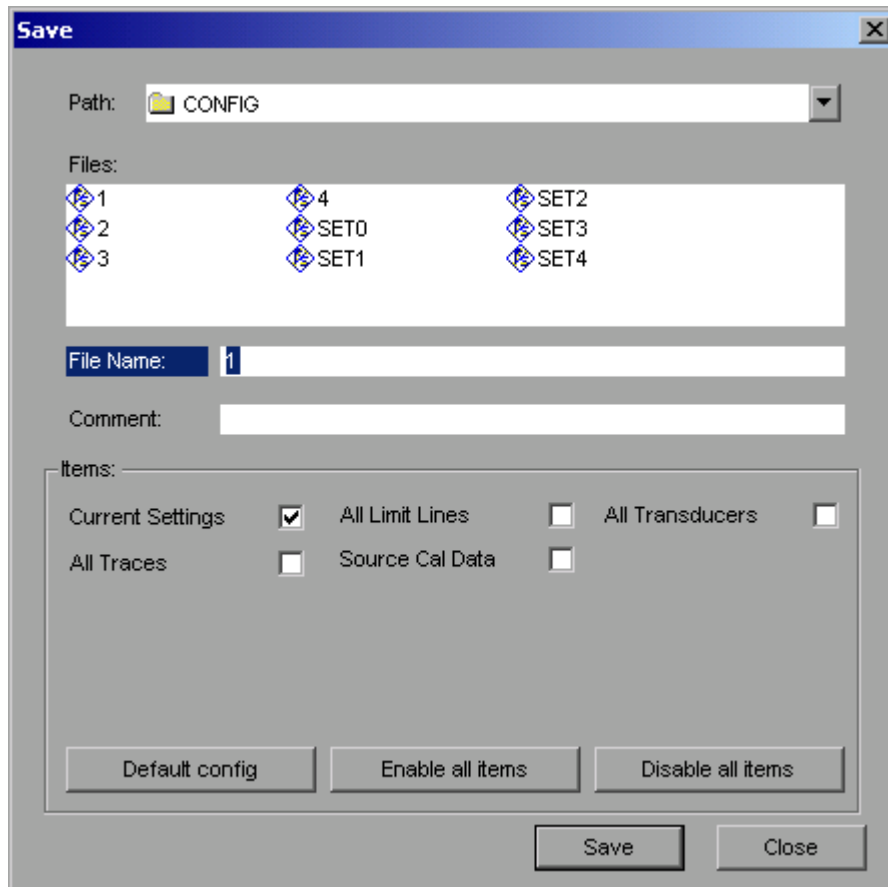 Save
Path: CONFIG
Files:
1 4 SET2
2 SET0 SET3
3 SET1 SET4
File Name: 1
Comment:
Items:
Current Settings All Limit Lines All Transducers
All Traces Source Cal Data
Default config Enable all items Disable all items
Save Close